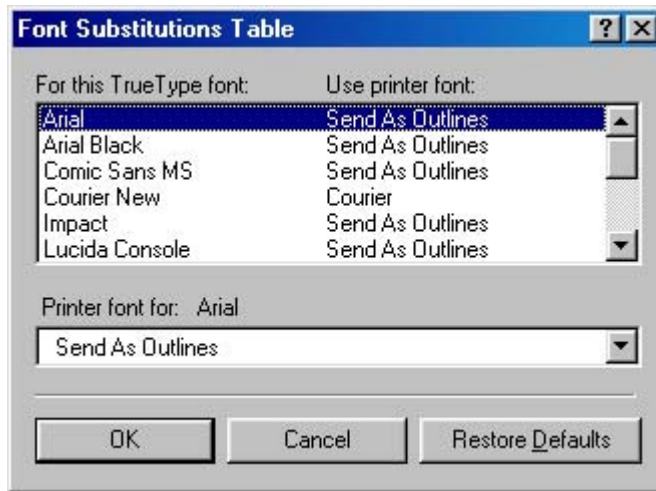 Font Substitutions Table
For this TrueType font: Use printer font:
Arial Send As Outlines
Arial Black Send As Outlines
Comic Sans MS Send As Outlines
Courier New Courier
Impact Send As Outlines
Lucida Console Send As Outlines
Printer font for: Arial
Send As Outlines
OK Cancel Restore Defaults